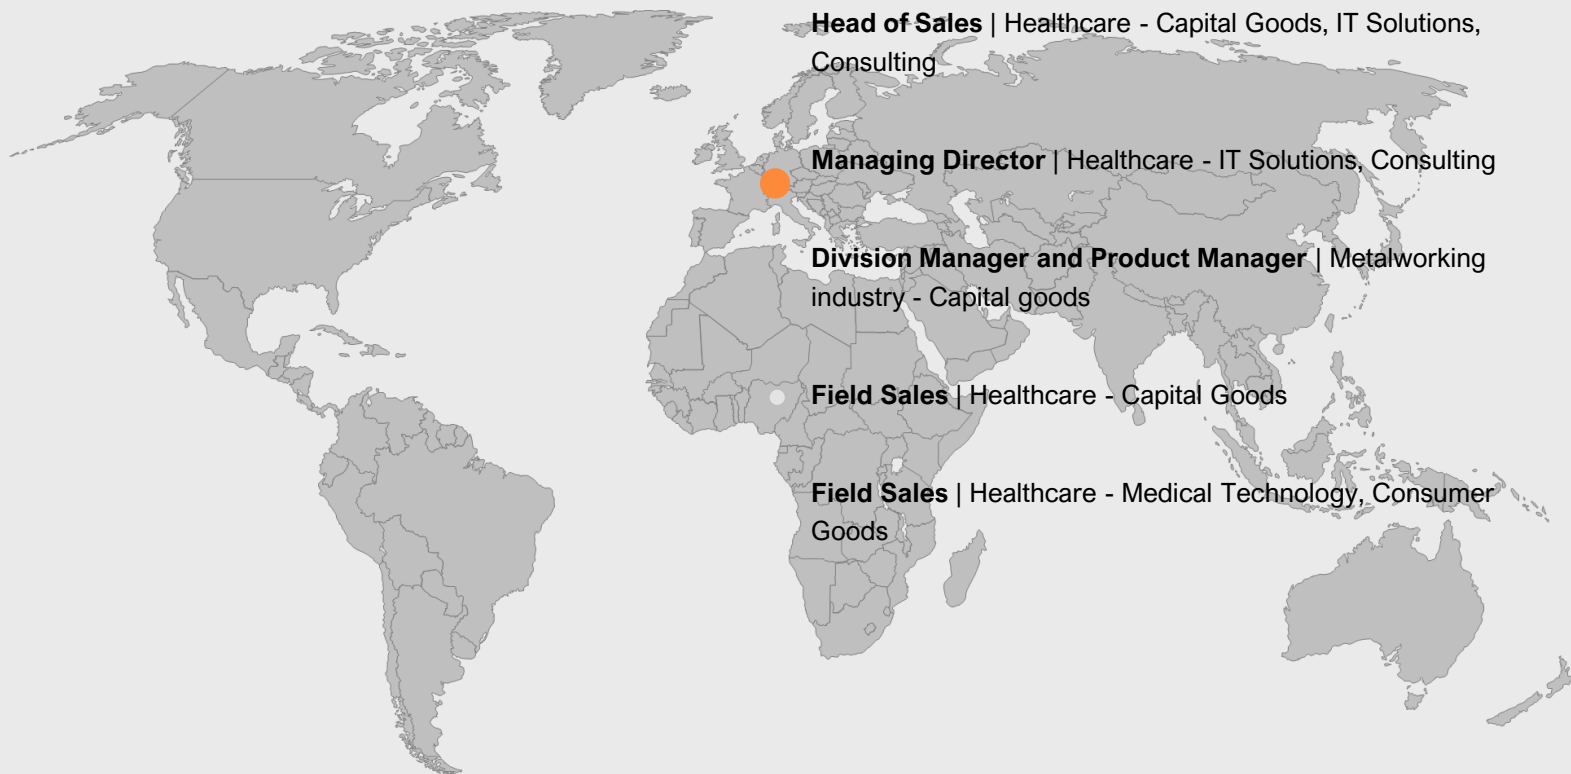 Head of Sales | Healthcare - Capital Goods, IT Solutions,
Consulting
Managing Director | Healthcare - IT Solutions, Consulting
Division Manager and Product Manager | Metalworking
industry - Capital goods
Field Sales | Healthcare - Capital Goods
Field Sales | Healthcare - Medical Technology, Consumer
Goods